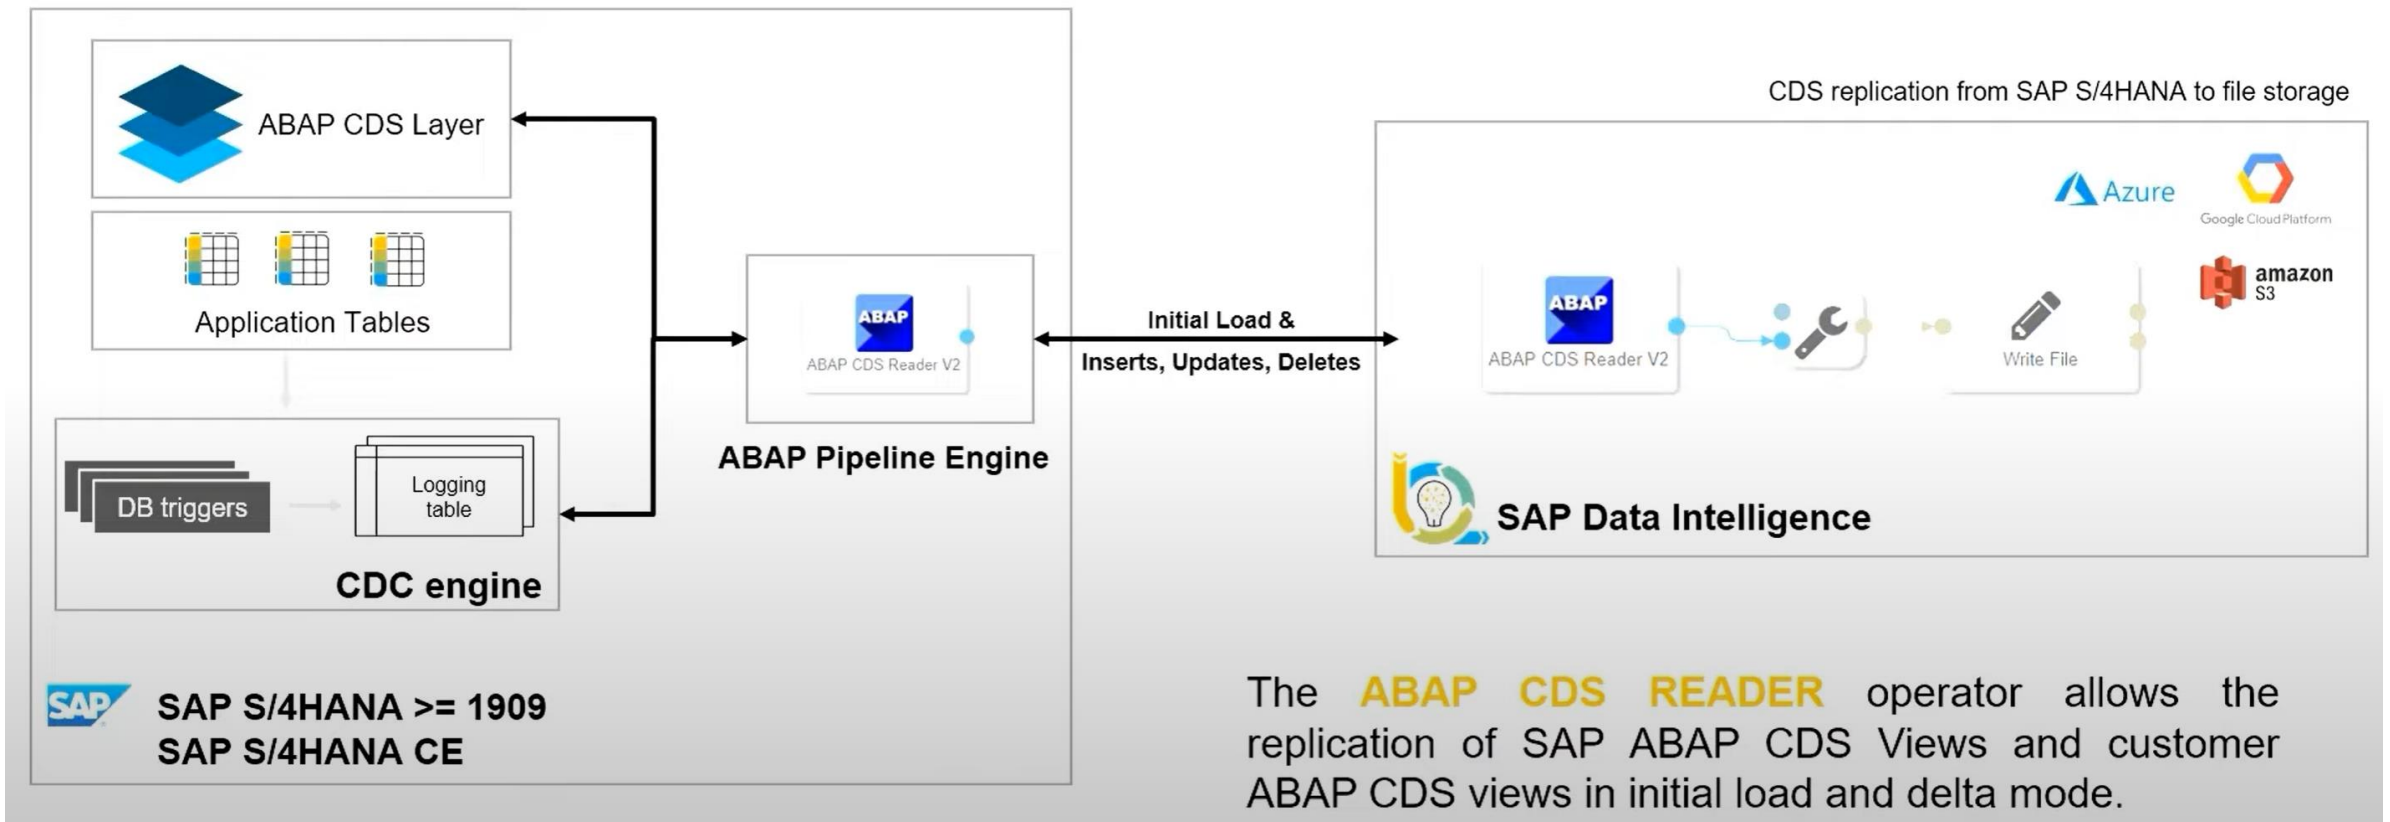 CDS replication from SAP S/4HANA to file storage
ABAP CDS Layer
Application Tables
DB triggers
Logging
table
CDC engine
ABAP
ABAP CDS Reader V2
ABAP Pipeline Engine
SAP
SAP S/4HANA >= 1909
SAP S/4HANA CE
Initial Load &
Inserts, Updates, Deletes
Azure
Google Cloud Platform
amazon
S3
ABAP
ABAP CDS Reader V2
Write File
SAP Data Intelligence
The ABAP CDS READER operator allows the
replication of SAP ABAP CDS Views and customer
ABAP CDS views in initial load and delta mode.